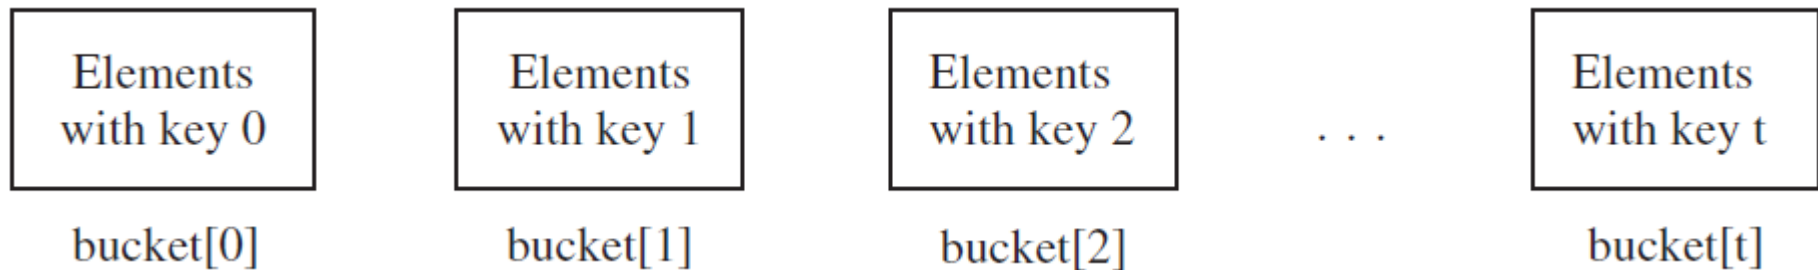 Elements
with key 0
Elements
with key 1
Elements
with key 2
. . .
Elements
with key t
bucket[0]
bucket[1]
bucket[2]
bucket[t]